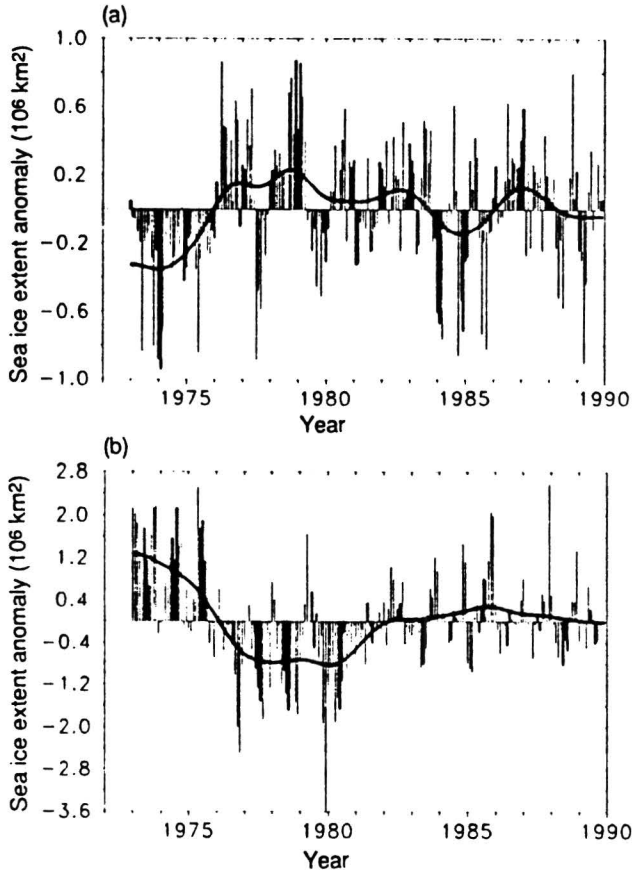 (a)
Sea ice extent anomaly (10⁶ km²)
1.0
0.6
0.2
−0.2
−0.6
−1.0
1975 1980 1985 1990
Year
(b)
Sea ice extent anomaly (10⁶ km²)
2.8
2.0
1.2
0.4
−0.4
−1.2
−2.0
−2.8
−3.6
1975 1980 1985 1990
Year